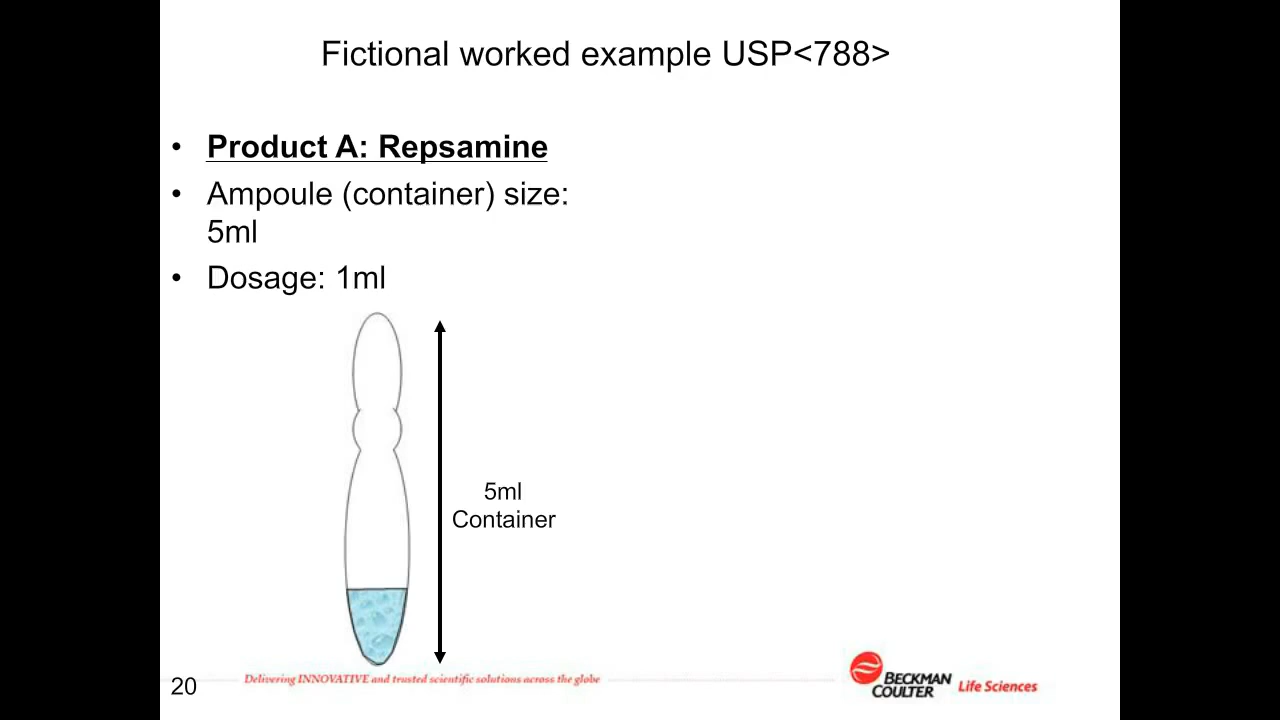 Fictional worked example USP<788>
• Product A: Repsamine
• Ampoule (container) size:
5ml
• Dosage: 1ml
5ml
Container
20
Delivering INNOVATIVE and trusted scientific solutions across the globe
BECKMAN
COULTER
Life Sciences